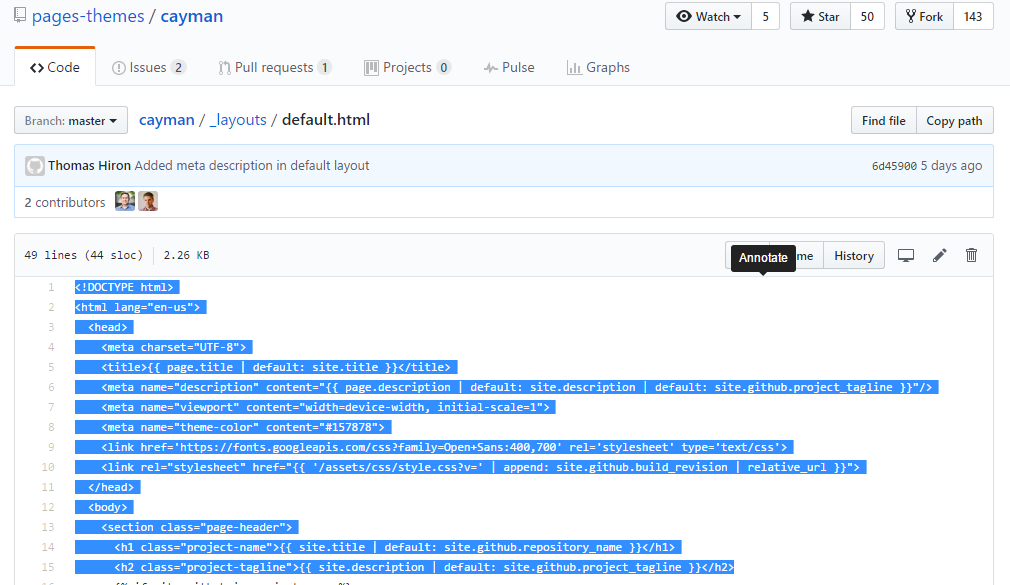 pages-themes / cayman
Watch 5 Star 50 Fork 143
Code Issues 2 Pull requests 1 Projects 0 Pulse Graphs
Branch: master cayman / _layouts / default.html Find file Copy path
Thomas Hiron Added meta description in default layout 6d45900 5 days ago
2 contributors
49 lines (44 sloc) 2.26 KB Annotate me History
1 <!DOCTYPE html>
2 <html lang="en-us">
3 <head>
4 <meta charset="UTF-8">
5 <title>{{ page.title | default: site.title }}</title>
6 <meta name="description" content="{{ page.description | default: site.description | default: site.github.project_tagline }}"/>
7 <meta name="viewport" content="width=device-width, initial-scale=1">
8 <meta name="theme-color" content="#157878">
9 <link href='https://fonts.googleapis.com/css?family=Open+Sans:400,700' rel='stylesheet' type='text/css'>
10 <link rel="stylesheet" href="{{ '/assets/css/style.css?v=' | append: site.github.build_revision | relative_url }}">
11 </head>
12 <body>
13 <section class="page-header">
14 <h1 class="project-name">{{ site.title | default: site.github.repository_name }}</h1>
15 <h2 class="project-tagline">{{ site.description | default: site.github.project_tagline }}</h2>